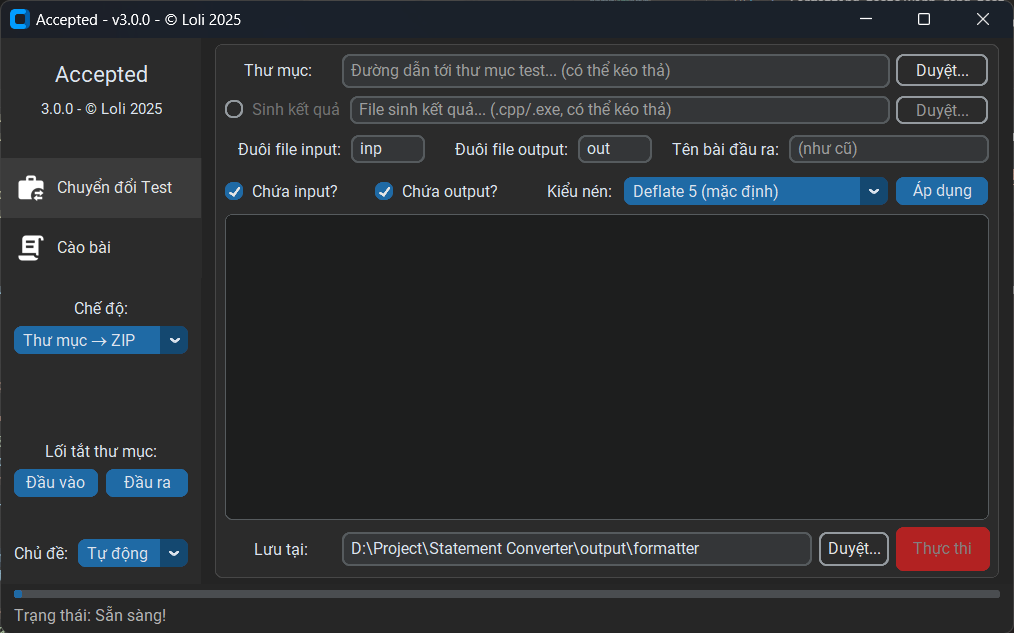 Accepted - v3.0.0 - © Loli 2025
Accepted
3.0.0 - © Loli 2025
Chuyển đổi Test
Cào bài
Chế độ:
Thư mục → ZIP
Lối tắt thư mục:
Đầu vào Đầu ra
Chủ đề: Tự động
Thư mục: Đường dẫn tới thư mục test... (có thể kéo thả) Duyệt...
Sinh kết quả File sinh kết quả... (.cpp/.exe, có thể kéo thả) Duyệt...
Đuôi file input: inp Đuôi file output: out Tên bài đầu ra: (như cũ)
Chứa input? Chứa output? Kiểu nén: Deflate 5 (mặc định) Áp dụng
Lưu tại: D:\Project\Statement Converter\output\formatter Duyệt... Thực thi
Trạng thái: Sẵn sàng!